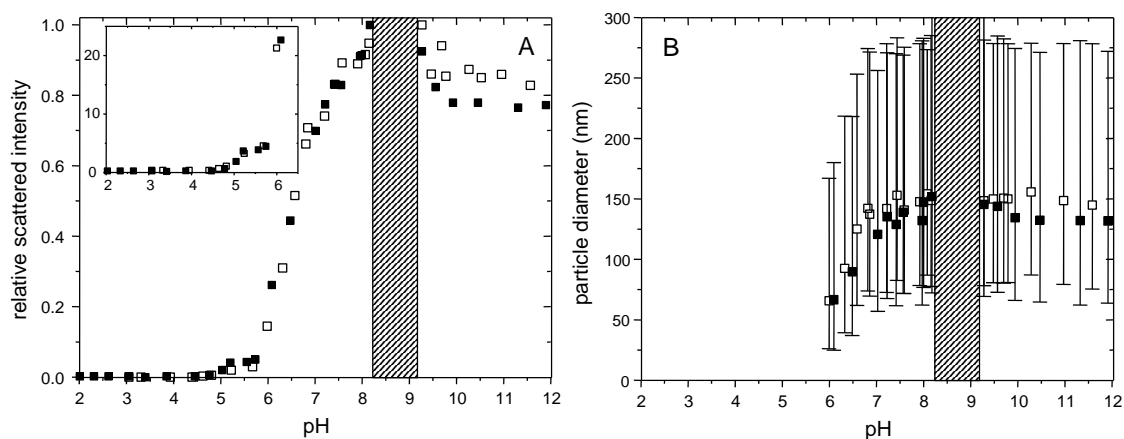 A
relative scattered intensity
1.0
0.8
0.6
0.4
0.2
0.0
20
10
0
2 3 4 5 6
2 3 4 5 6 7 8 9 10 11 12
pH
B
particle diameter (nm)
300
250
200
150
100
50
0
2 3 4 5 6 7 8 9 10 11 12
pH